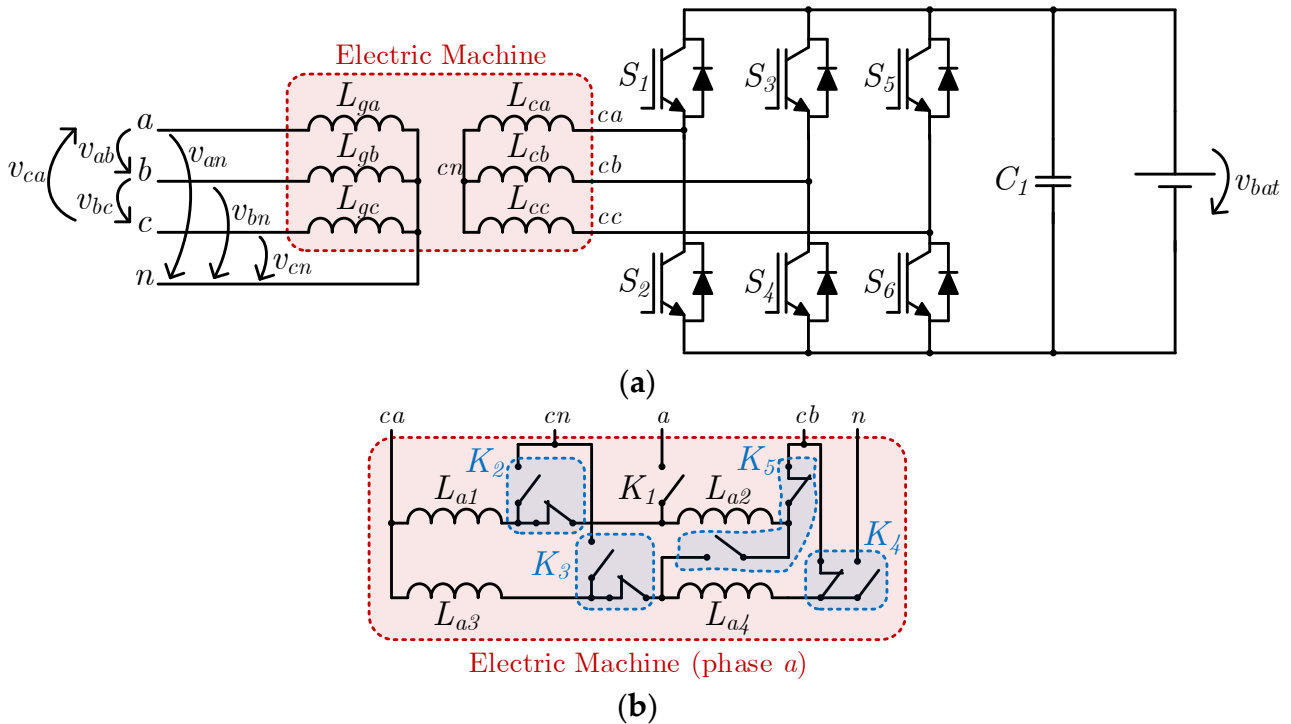 Electric Machine
L_ga
L_ca
ca
L_gb
L_cb
cb
cn
L_gc
L_cc
cc
a
b
c
n
v_ca
v_ab
v_bc
v_an
v_bn
v_cn
S_1
S_3
S_5
S_2
S_4
S_6
C_1
v_bat
(a)
ca
cn
a
cb
n
K_2
K_5
L_a1
K_1
L_a2
K_4
K_3
L_a3
L_a4
Electric Machine (phase a)
(b)